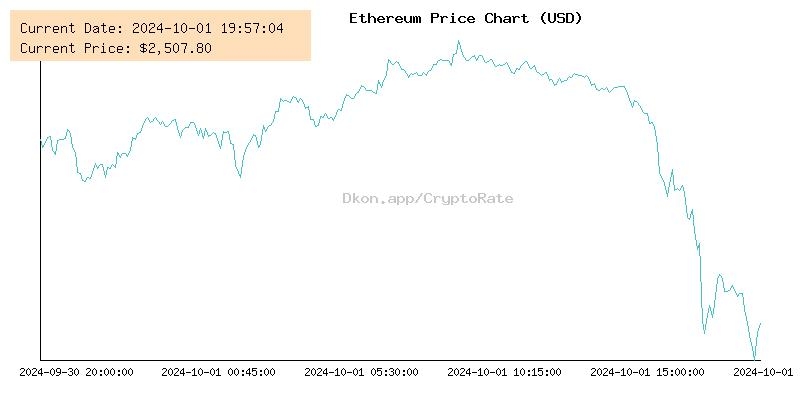 Ethereum Price Chart (USD)
Current Date: 2024-10-01 19:57:04
Current Price: $2,507.80
Dkon.app/CryptoRate
2024-09-30 20:00:00 2024-10-01 00:45:00 2024-10-01 05:30:00 2024-10-01 10:15:00 2024-10-01 15:00:00 2024-10-01